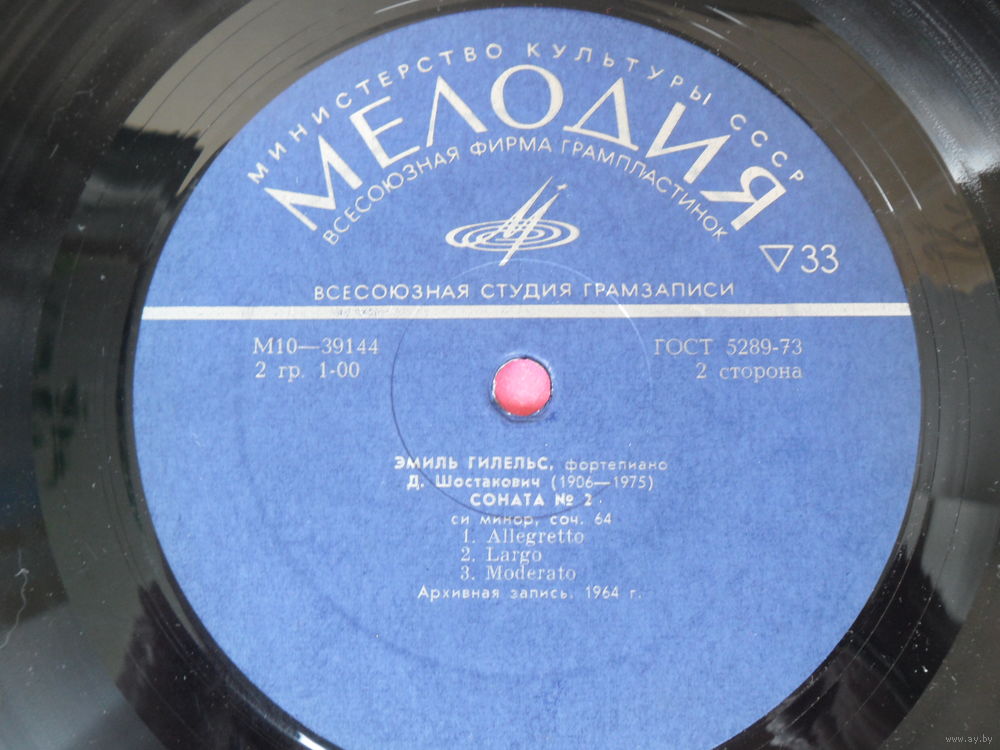 МИНИСТЕРСТВО КУЛЬТУРЫ СССР
МЕЛОДИЯ
ВСЕСОЮЗНАЯ ФИРМА ГРАМПЛАСТИНОК
33
ВСЕСОЮЗНАЯ СТУДИЯ ГРАМЗАПИСИ
М10—39144 ГОСТ 5289-73
2 гр. 1-00 2 сторона
ЭМИЛЬ ГИЛЕЛЬС, фортепиано
Д. Шостакович (1906—1975)
СОНАТА № 2
си минор, соч. 64
1. Allegretto
2. Largo
3. Moderato
Архивная запись. 1964 г.
www.ay.by